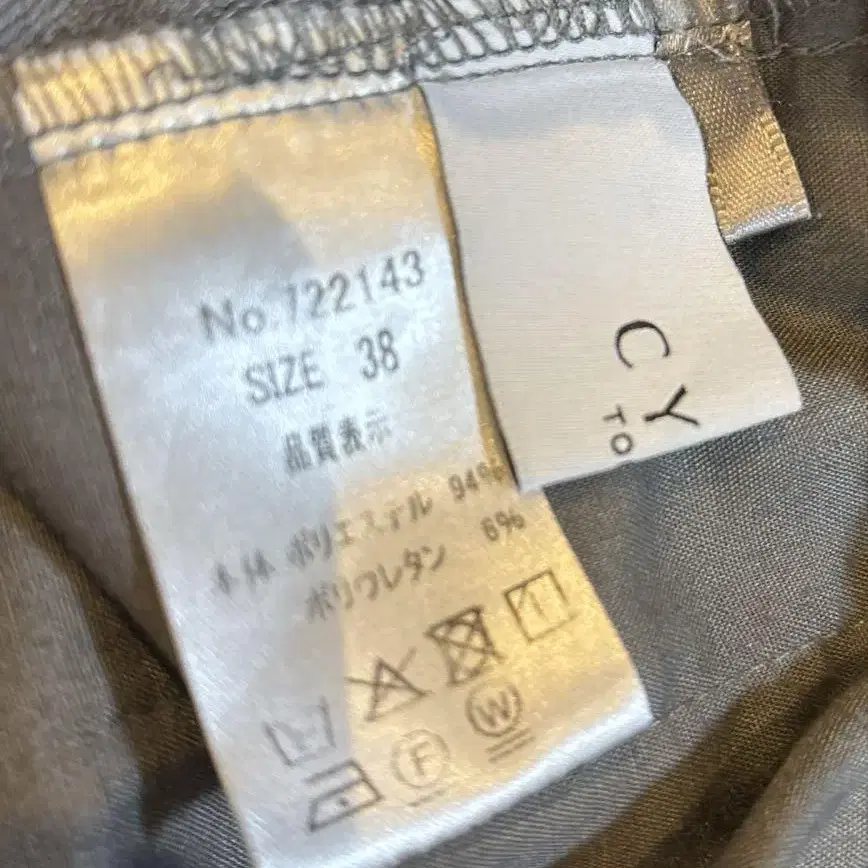 No.722143
SIZE 38
品質表示
本体 ポリエステル 94%
ポリウレタン 6%
F
W
CY
TO